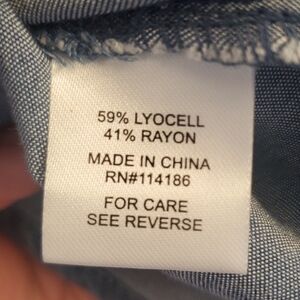 59% LYOCELL
41% RAYON
MADE IN CHINA
RN#114186
FOR CARE
SEE REVERSE